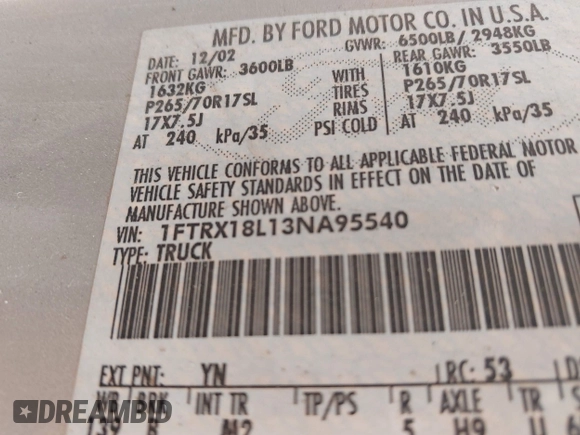 MFD. BY FORD MOTOR CO. IN U.S.A.
DATE: 12/02 GVWR: 6500LB/ 2948KG
FRONT GAWR: 3600LB REAR GAWR: 3550LB
1632KG WITH 1610KG
P265/70R17SL TIRES P265/70R17SL
17X7.5J RIMS 17X7.5J
AT 240 kPa/35 PSI COLD AT 240 kPa/35
THIS VEHICLE CONFORMS TO ALL APPLICABLE FEDERAL MOTOR
VEHICLE SAFETY STANDARDS IN EFFECT ON THE DATE OF
MANUFACTURE SHOWN ABOVE.
VIN: 1FTRX18L13NA95540
TYPE: TRUCK
EXT PNT: YN RC: 53
INT TR TP/PS R AXLE TR
5 H9
DREAMBID